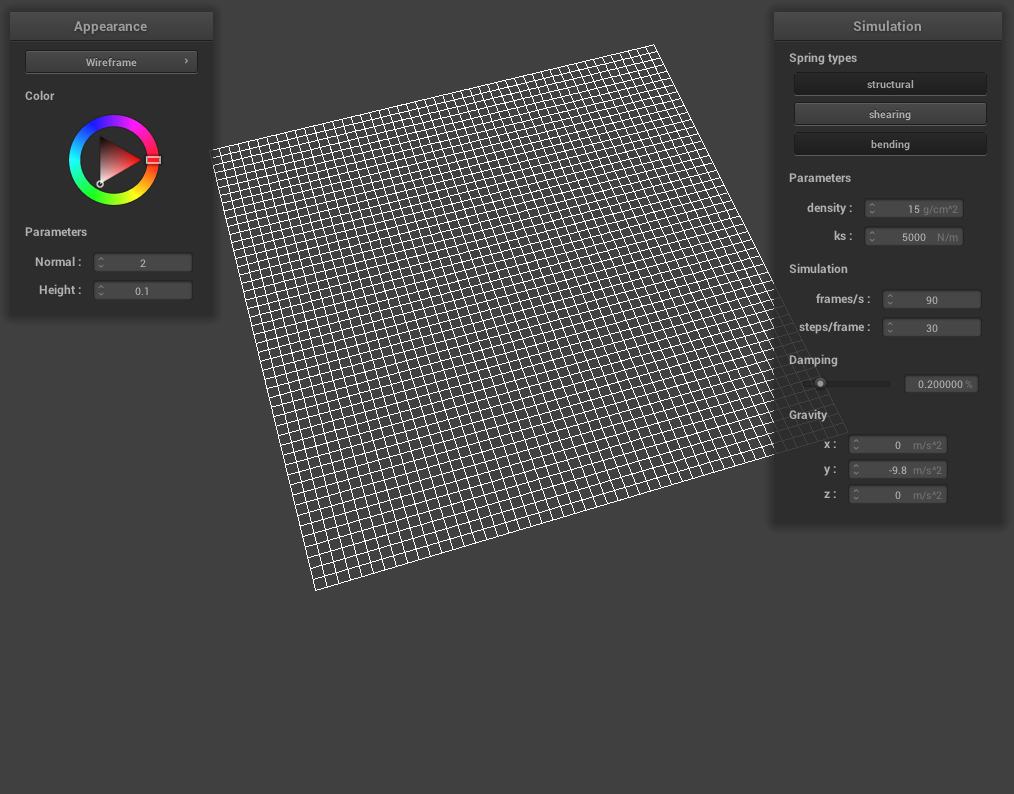 Appearance
Wireframe
Color
Parameters
Normal : 2
Height : 0.1
Simulation
Spring types
structural
shearing
bending
Parameters
density : 15 g/cm^2
ks : 5000 N/m
Simulation
frames/s : 90
steps/frame : 30
Damping
0.200000 %
Gravity
x : 0 m/s^2
y : -9.8 m/s^2
z : 0 m/s^2